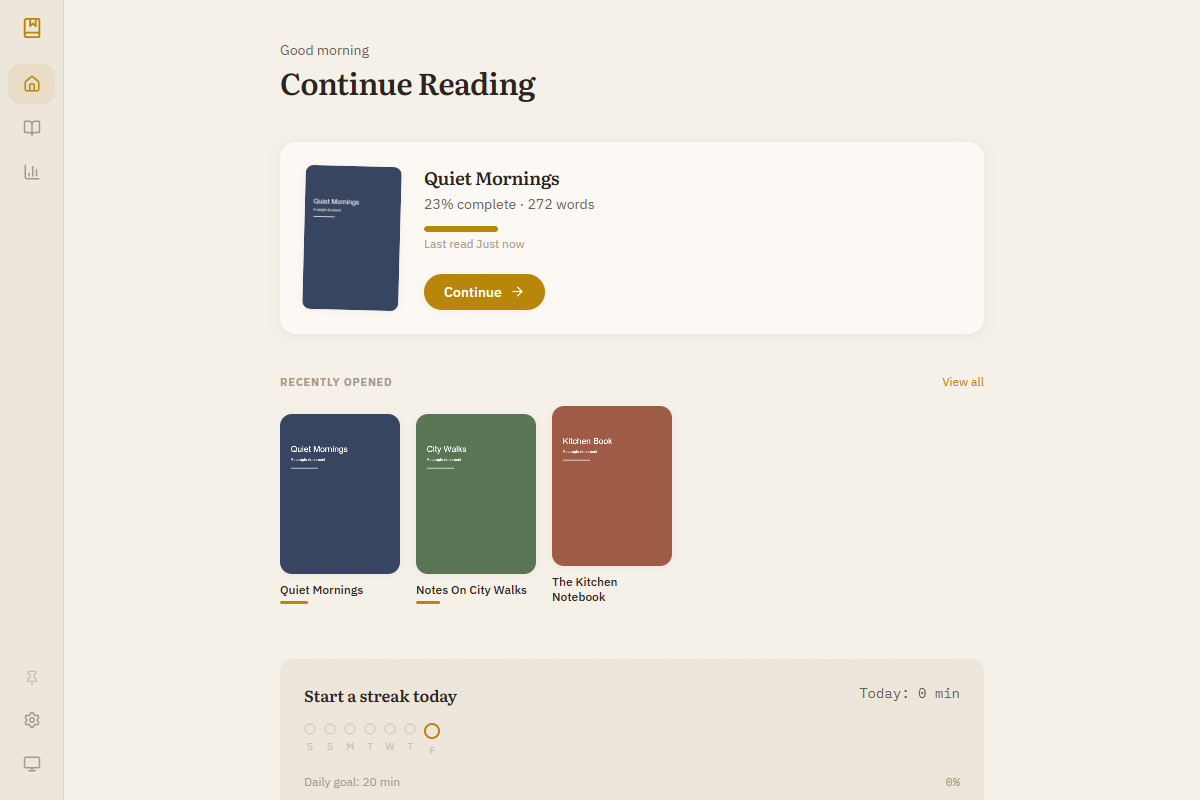 Good morning
Continue Reading
Quiet Mornings
Quiet Mornings
23% complete · 272 words
Last read Just now
Continue
RECENTLY OPENED
View all
Quiet Mornings
City Walks
Kitchen Book
Quiet Mornings
Notes On City Walks
The Kitchen
Notebook
Start a streak today
Today: 0 min
S S M T W T F
Daily goal: 20 min
0%